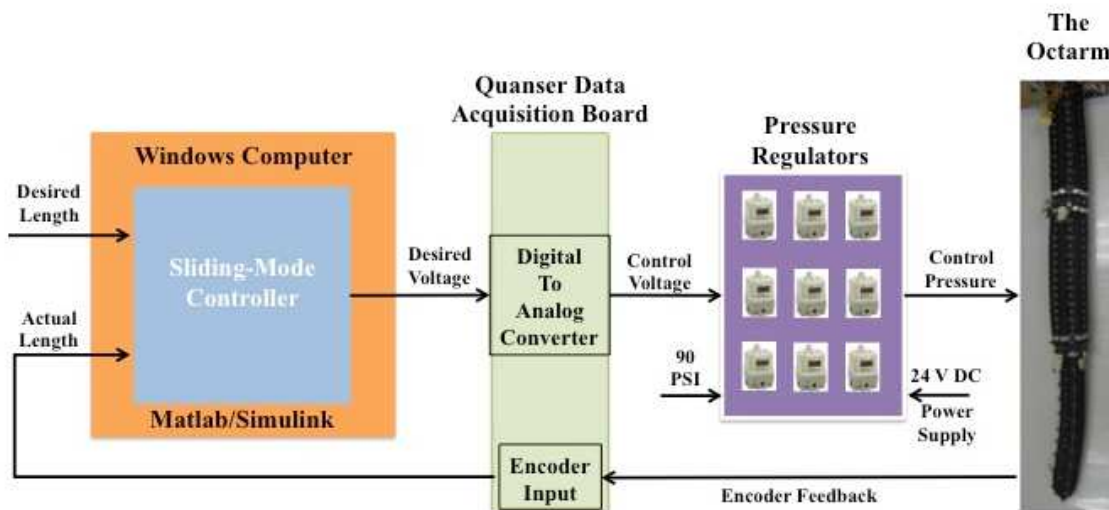 The
Octarm
Quanser Data
Acquisition Board
Pressure
Regulators
Windows Computer
Desired
Length
Sliding-Mode
Controller
Desired
Voltage
Digital
To
Analog
Converter
Control
Voltage
Control
Pressure
Actual
Length
90
PSI
24 V DC
Power
Supply
Matlab/Simulink
Encoder
Input
Encoder Feedback